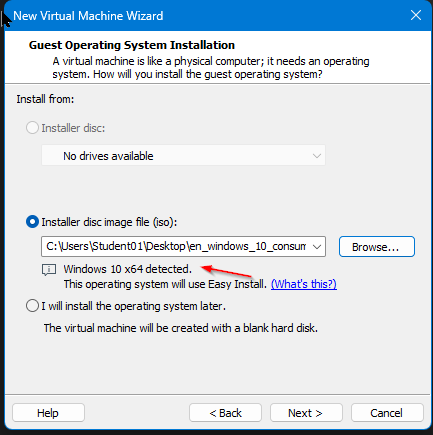 New Virtual Machine Wizard
Guest Operating System Installation
A virtual machine is like a physical computer; it needs an operating
system. How will you install the guest operating system?
Install from:
Installer disc:
No drives available
Installer disc image file (iso):
C:\Users\Student01\Desktop\en_windows_10_consum
Browse...
Windows 10 x64 detected.
This operating system will use Easy Install. (What's this?)
I will install the operating system later.
The virtual machine will be created with a blank hard disk.
Help
< Back
Next >
Cancel